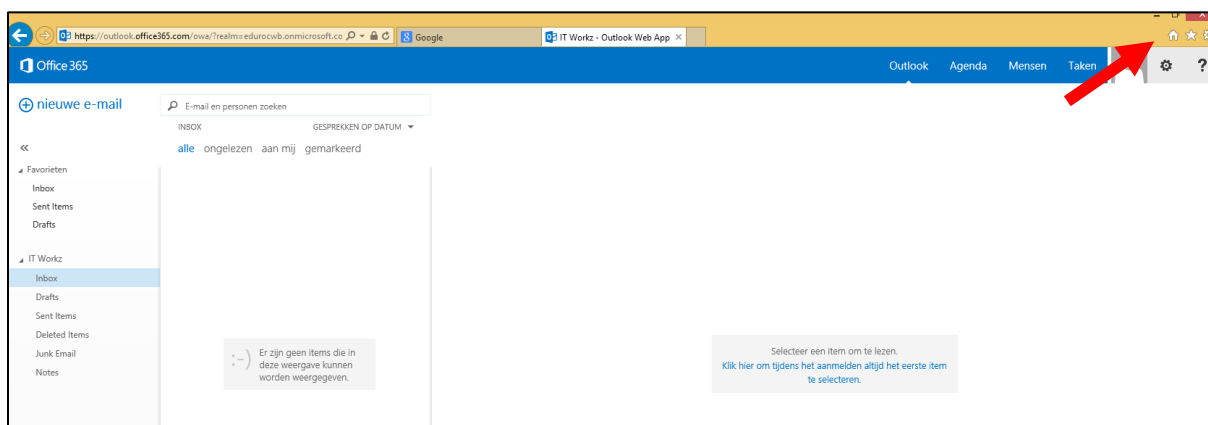 https://outlook.office365.com/owa/?realm=edurocwb.onmicrosoft.co
Google
IT Workz - Outlook Web App
Office 365
Outlook Agenda Mensen Taken
?
nieuwe e-mail
E-mail en personen zoeken
INBOX GESPREKKEN OP DATUM
alle ongelezen aan mij gemarkeerd
«
Favorieten
Inbox
Sent Items
Drafts
IT Workz
Inbox
Drafts
Sent Items
Deleted Items
Junk Email
Notes
:-)
Er zijn geen items die in
deze weergave kunnen
worden weergegeven.
Selecteer een item om te lezen.
Klik hier om tijdens het aanmelden altijd het eerste item
te selecteren.